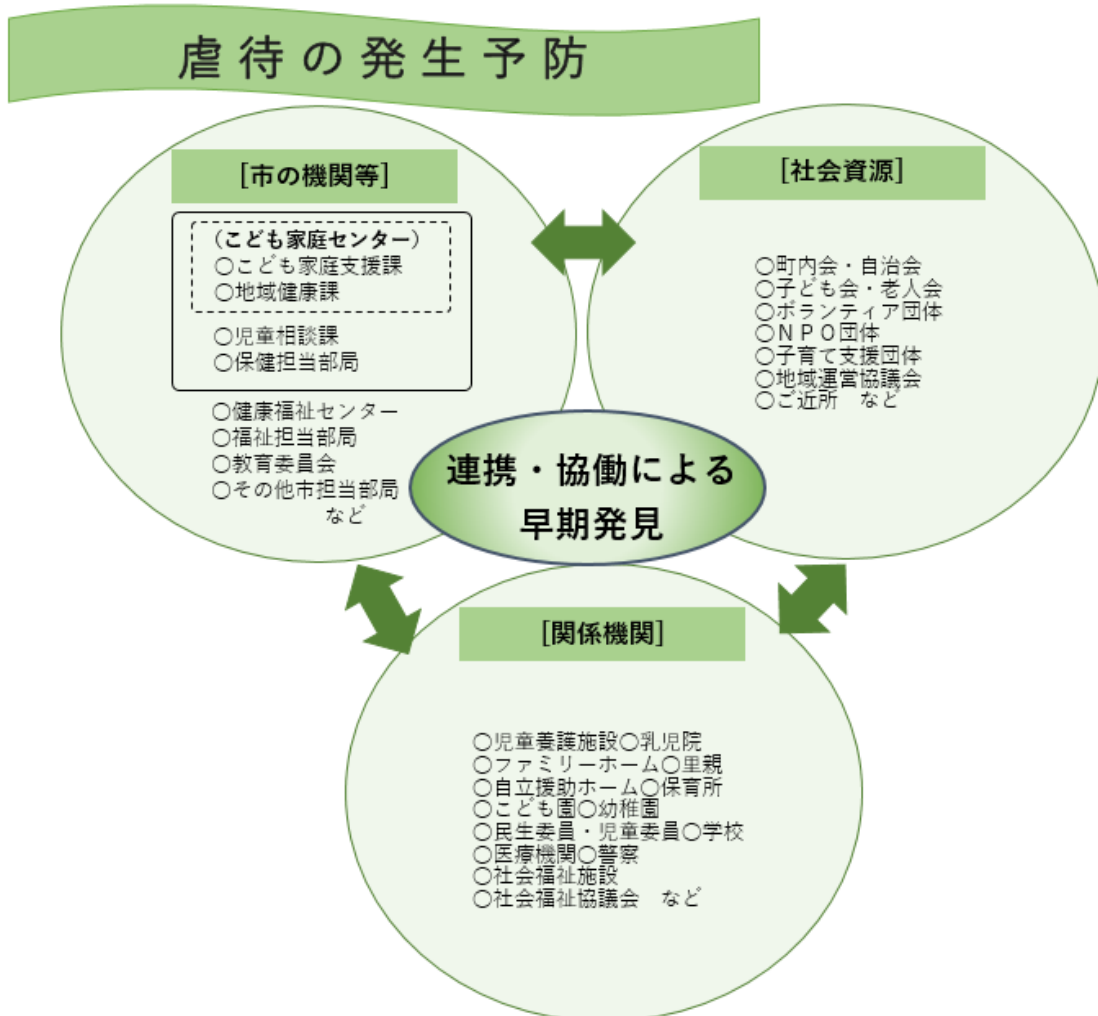 虐待の発生予防
[市の機関等]
(こども家庭センター)
○こども家庭支援課
○地域健康課
○児童相談課
○保健担当部局
○健康福祉センター
○福祉担当部局
○教育委員会
○その他市担当部局
など
[社会資源]
○町内会・自治会
○子ども会・老人会
○ボランティア団体
○NPO団体
○子育て支援団体
○地域運営協議会
○ご近所　など
連携・協働による
早期発見
[関係機関]
○児童養護施設○乳児院
○ファミリーホーム○里親
○自立援助ホーム○保育所
○こども園○幼稚園
○民生委員・児童委員○学校
○医療機関○警察
○社会福祉施設
○社会福祉協議会　など